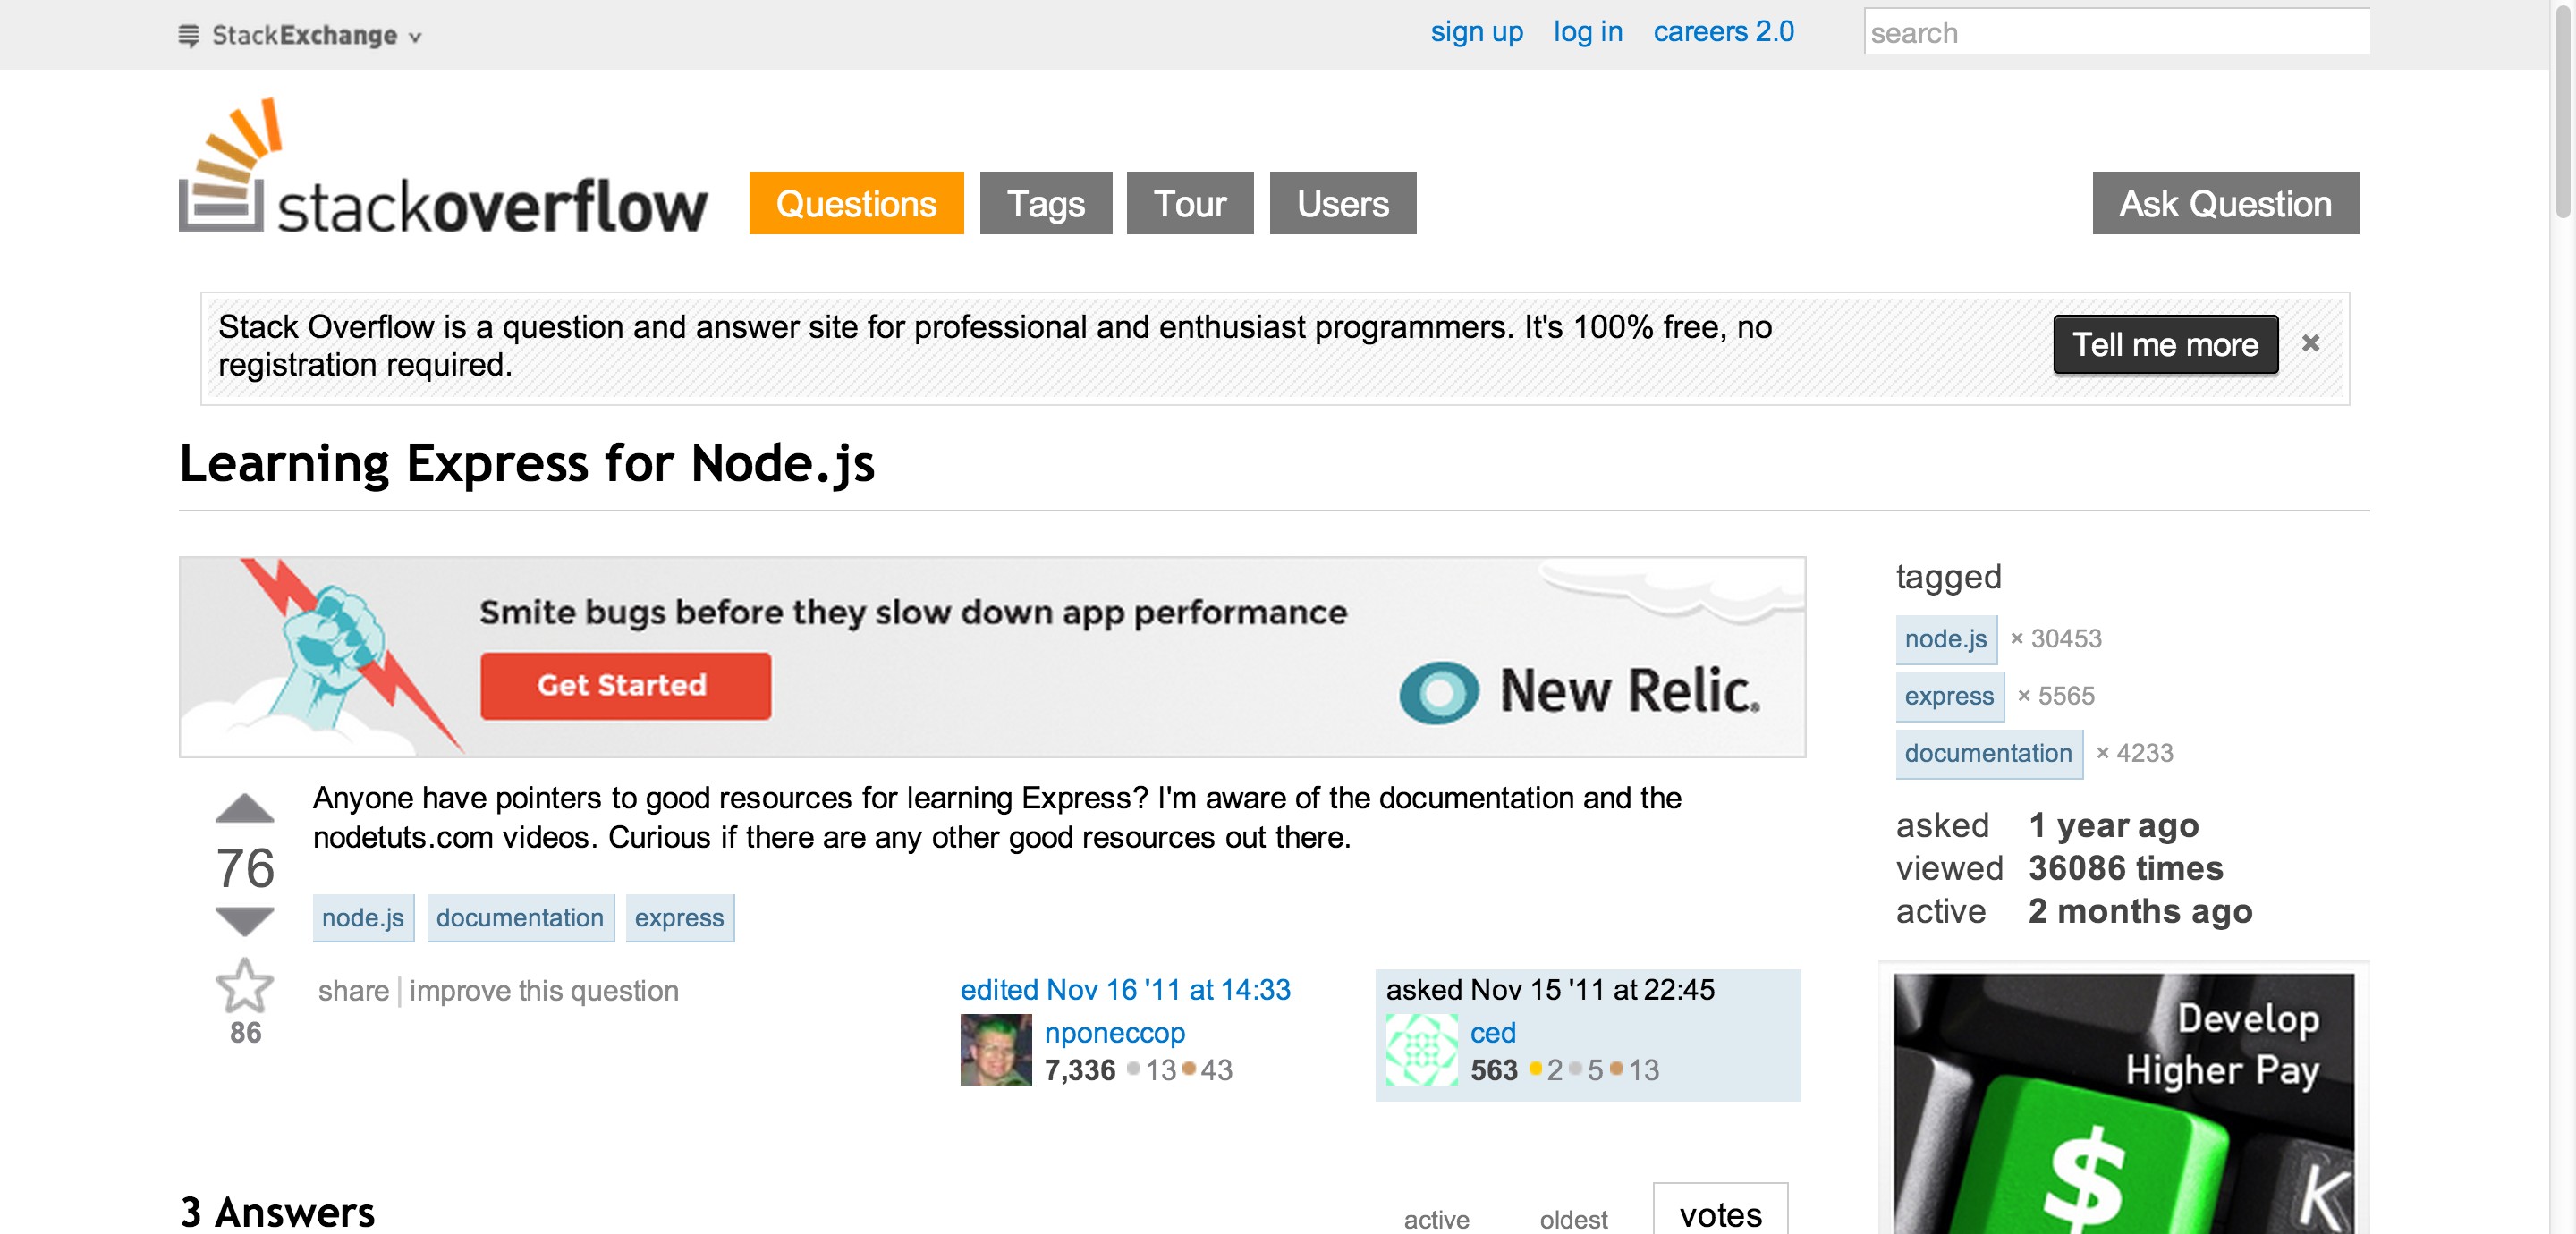 StackExchange
sign up log in careers 2.0 search
stackoverflow
Questions Tags Tour Users Ask Question
Stack Overflow is a question and answer site for professional and enthusiast programmers. It's 100% free, no
registration required.
Tell me more ×
Learning Express for Node.js
Smite bugs before they slow down app performance
Get Started
New Relic.
76
Anyone have pointers to good resources for learning Express? I'm aware of the documentation and the
nodetuts.com videos. Curious if there are any other good resources out there.
node.js documentation express
86
share | improve this question
edited Nov 16 '11 at 14:33
nponeccop
7,336 13 43
asked Nov 15 '11 at 22:45
ced
563 2 5 13
3 Answers
active oldest votes
tagged
node.js × 30453
express × 5565
documentation × 4233
asked 1 year ago
viewed 36086 times
active 2 months ago
Develop
Higher Pay
$
K